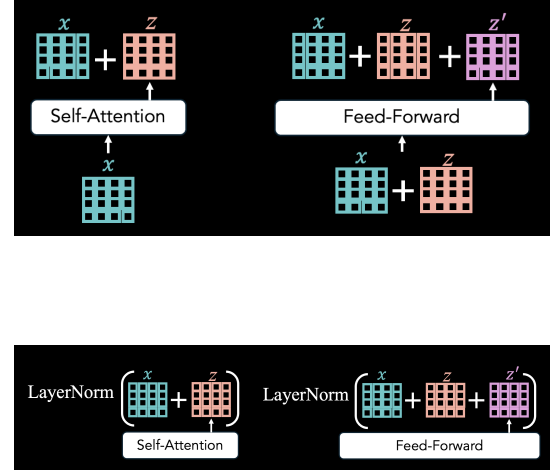 x + z
Self-Attention
x
x + z + z′
Feed-Forward
x + z
LayerNorm ( x + z )
Self-Attention
LayerNorm ( x + z + z′ )
Feed-Forward